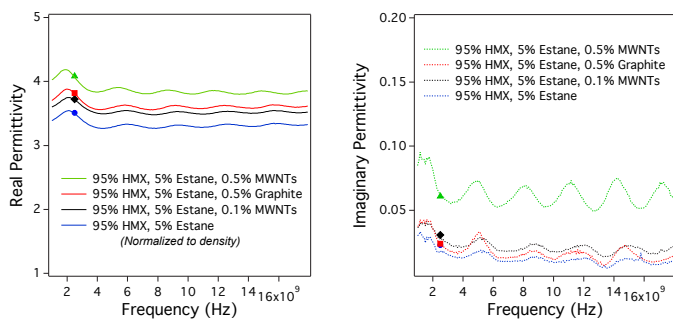 5
4
3
2
1
Real Permittivity
95% HMX, 5% Estane, 0.5% MWNTs
95% HMX, 5% Estane, 0.5% Graphite
95% HMX, 5% Estane, 0.1% MWNTs
95% HMX, 5% Estane
(Normalized to density)
2 4 6 8 10 12 14 16x10⁹
Frequency (Hz)
0.20
0.15
0.10
0.05
Imaginary Permittivity
95% HMX, 5% Estane, 0.5% MWNTs
95% HMX, 5% Estane, 0.5% Graphite
95% HMX, 5% Estane, 0.1% MWNTs
95% HMX, 5% Estane
2 4 6 8 10 12 14 16x10⁹
Frequency (Hz)